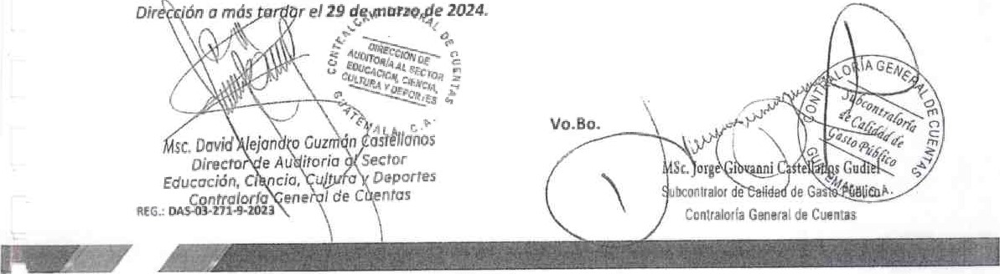 Dirección a más tardar el 29 de marzo de 2024.
CONTRALORÍA GENERAL DE CUENTAS
DIRECCIÓN DE
AUDITORÍA AL SECTOR
EDUCACIÓN, CIENCIA,
CULTURA Y DEPORTES
GUATEMALA, C.A.
Msc. David Alejandro Guzmán Castellanos
Director de Auditoria al Sector
Educación, Ciencia, Cultura y Deportes
Contraloría General de Cuentas
REG.: DAS-03-271-9-2023
Vo.Bo.
CONTRALORÍA GENERAL DE CUENTAS
Subcontraloría
de Calidad de
Gasto Público
GUATEMALA, C.A.
MSc. Jorge Giovanni Castellanos Gudiel
Subcontralor de Calidad de Gasto Público
Contraloría General de Cuentas